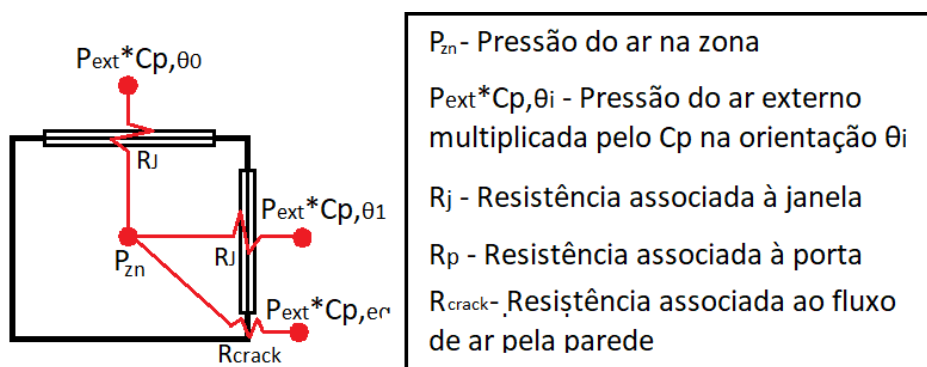 Pext*Cp,θ0
RJ
Pext*Cp,θ1
RJ
Pzn
Pext*Cp,eq
Rcrack
Pzn - Pressão do ar na zona
Pext*Cp,θi - Pressão do ar externo
multiplicada pelo Cp na orientação θi
Rj - Resistência associada à janela
Rp - Resistência associada à porta
Rcrack- Resistência associada ao fluxo
de ar pela parede